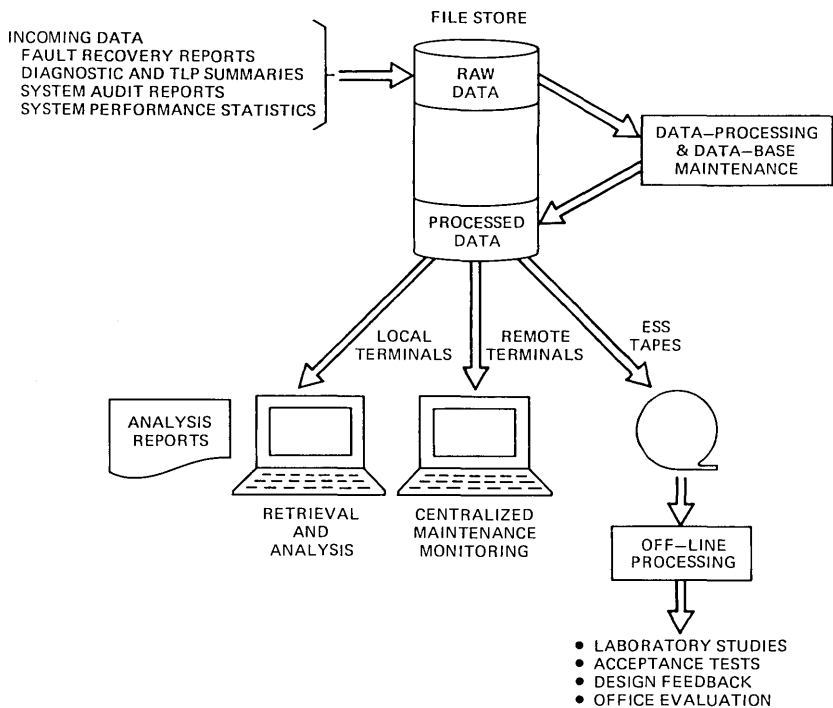 FILE STORE
INCOMING DATA
FAULT RECOVERY REPORTS
DIAGNOSTIC AND TLP SUMMARIES
SYSTEM AUDIT REPORTS
SYSTEM PERFORMANCE STATISTICS
RAW
DATA
DATA–PROCESSING
& DATA–BASE
MAINTENANCE
PROCESSED
DATA
LOCAL
TERMINALS
REMOTE
TERMINALS
ESS
TAPES
ANALYSIS
REPORTS
RETRIEVAL
AND
ANALYSIS
CENTRALIZED
MAINTENANCE
MONITORING
OFF–LINE
PROCESSING
• LABORATORY STUDIES
• ACCEPTANCE TESTS
• DESIGN FEEDBACK
• OFFICE EVALUATION